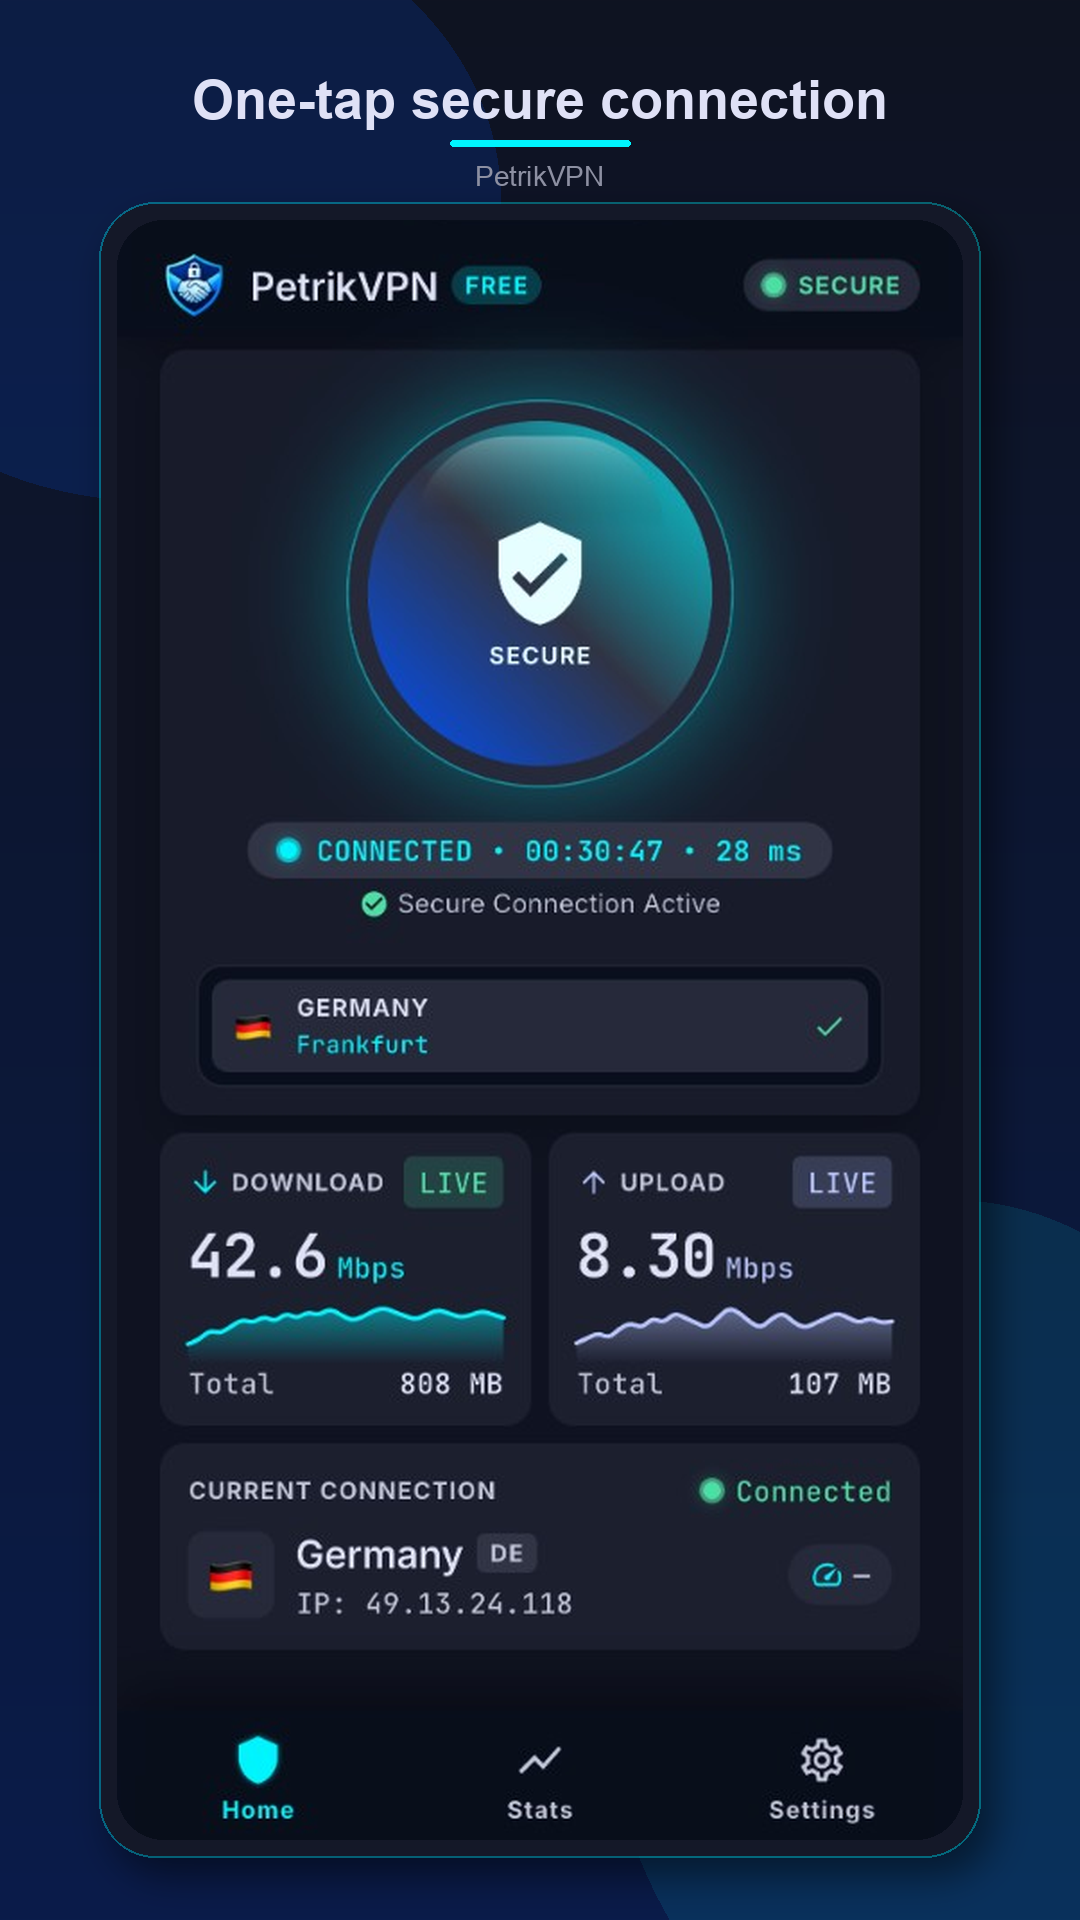 One-tap secure connection
PetrikVPN
PetrikVPN FREE SECURE
SECURE
CONNECTED • 00:30:47 • 28 ms
Secure Connection Active
GERMANY
Frankfurt
DOWNLOAD LIVE
42.6 Mbps
Total 808 MB
UPLOAD LIVE
8.30 Mbps
Total 107 MB
CURRENT CONNECTION Connected
Germany DE
IP: 49.13.24.118
–
Home Stats Settings